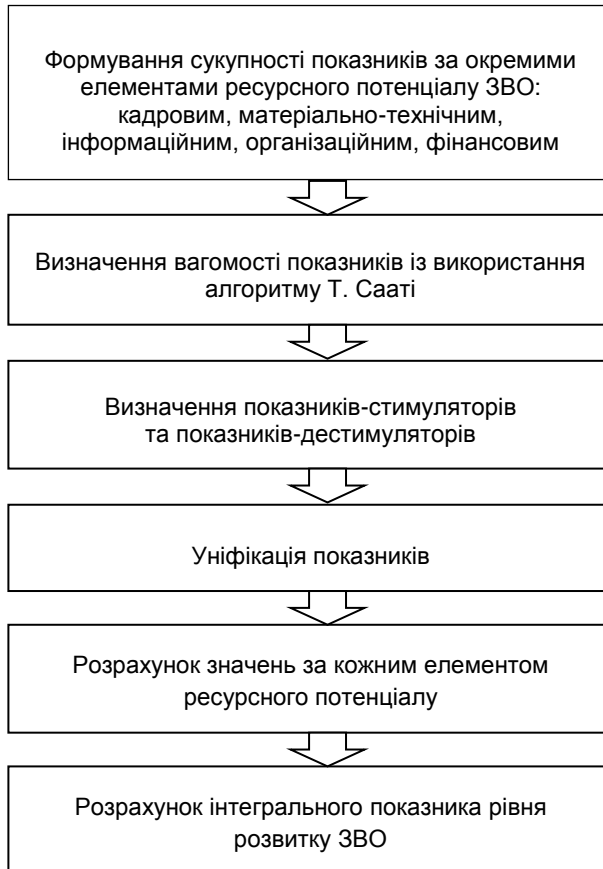 Формування сукупності показників за окремими
елементами ресурсного потенціалу ЗВО:
кадровим, матеріально-технічним,
інформаційним, організаційним, фінансовим
Визначення вагомості показників із використання
алгоритму Т. Сааті
Визначення показників-стимуляторів
та показників-дестимуляторів
Уніфікація показників
Розрахунок значень за кожним елементом
ресурсного потенціалу
Розрахунок інтегрального показника рівня
розвитку ЗВО